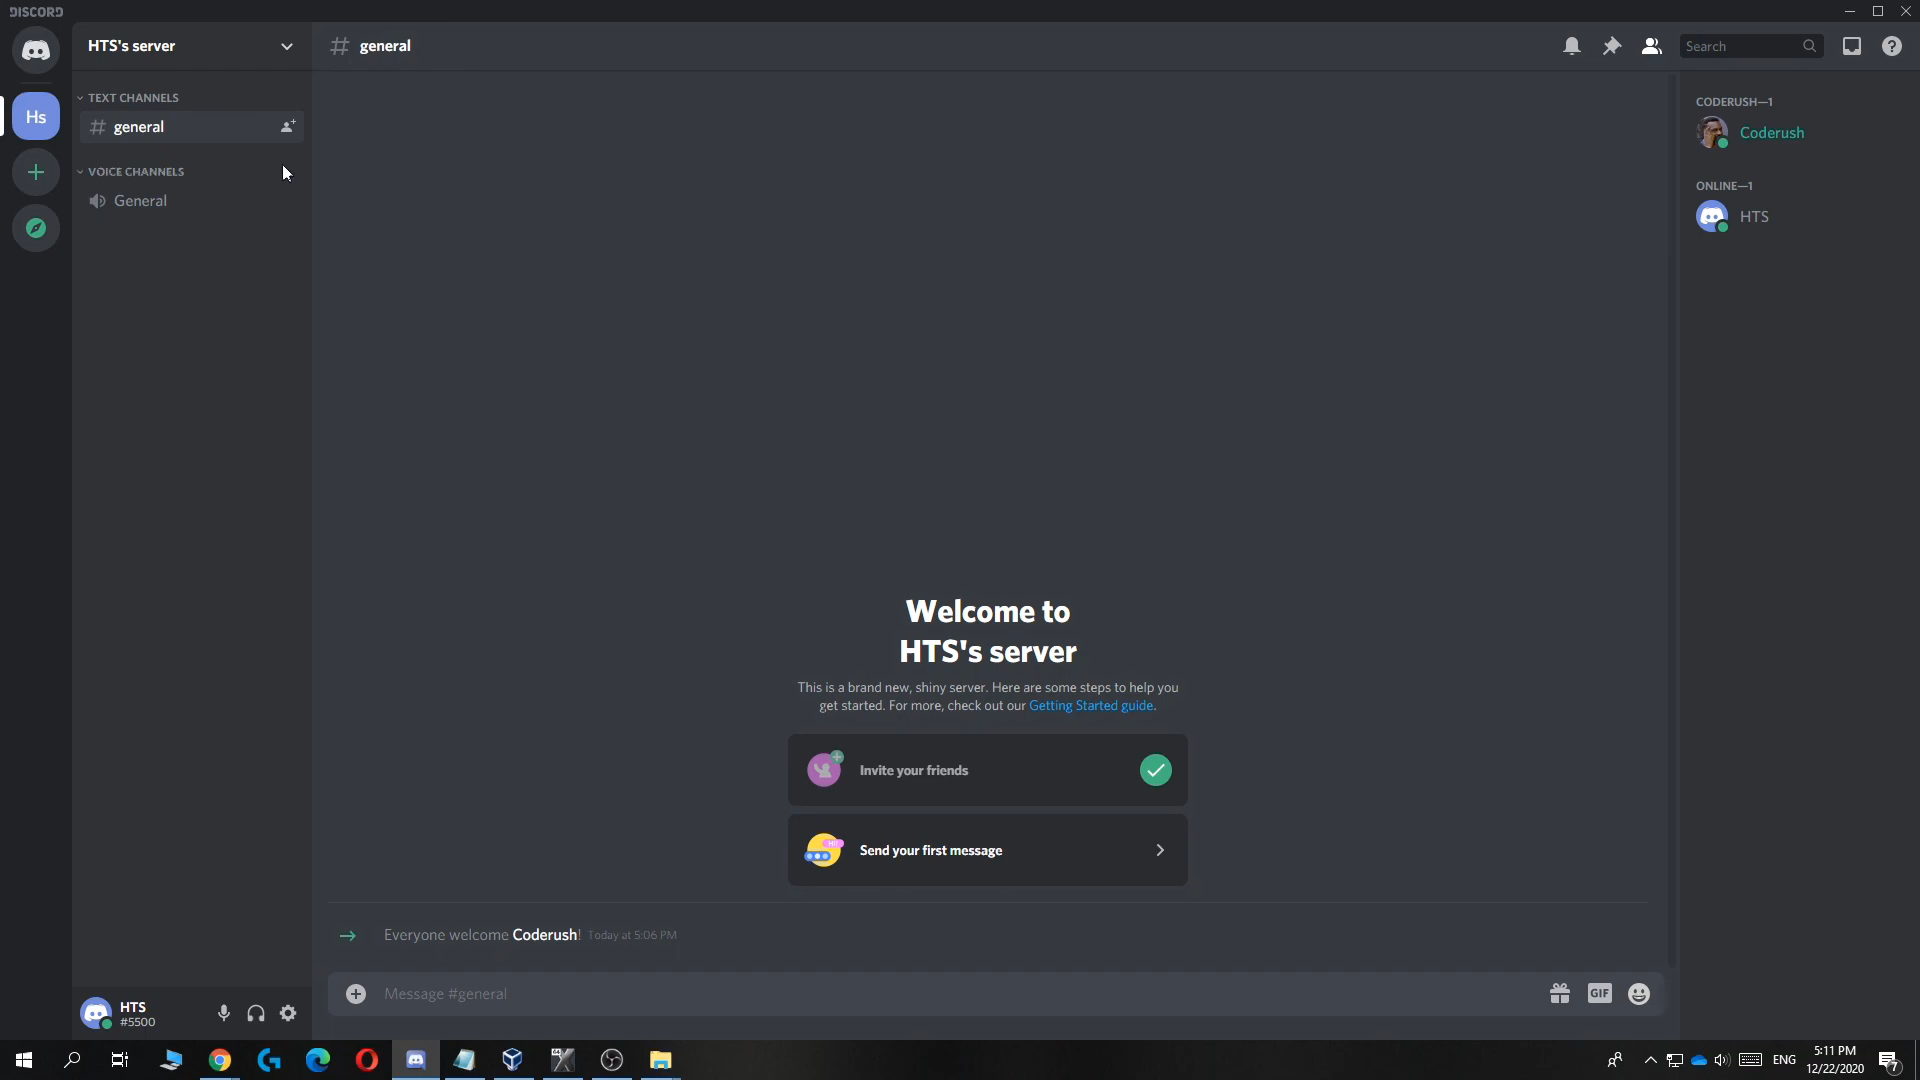 DISCORD
HTS's server
general
Search
TEXT CHANNELS
general
VOICE CHANNELS
General
Hs
CODERUSH—1
Coderush
ONLINE—1
HTS
Welcome to
HTS's server
This is a brand new, shiny server. Here are some steps to help you
get started. For more, check out our Getting Started guide.
Invite your friends
Send your first message
Everyone welcome Coderush! Today at 5:06 PM
Message #general
GIF
HTS
#5500
ENG
5:11 PM
12/22/2020
7